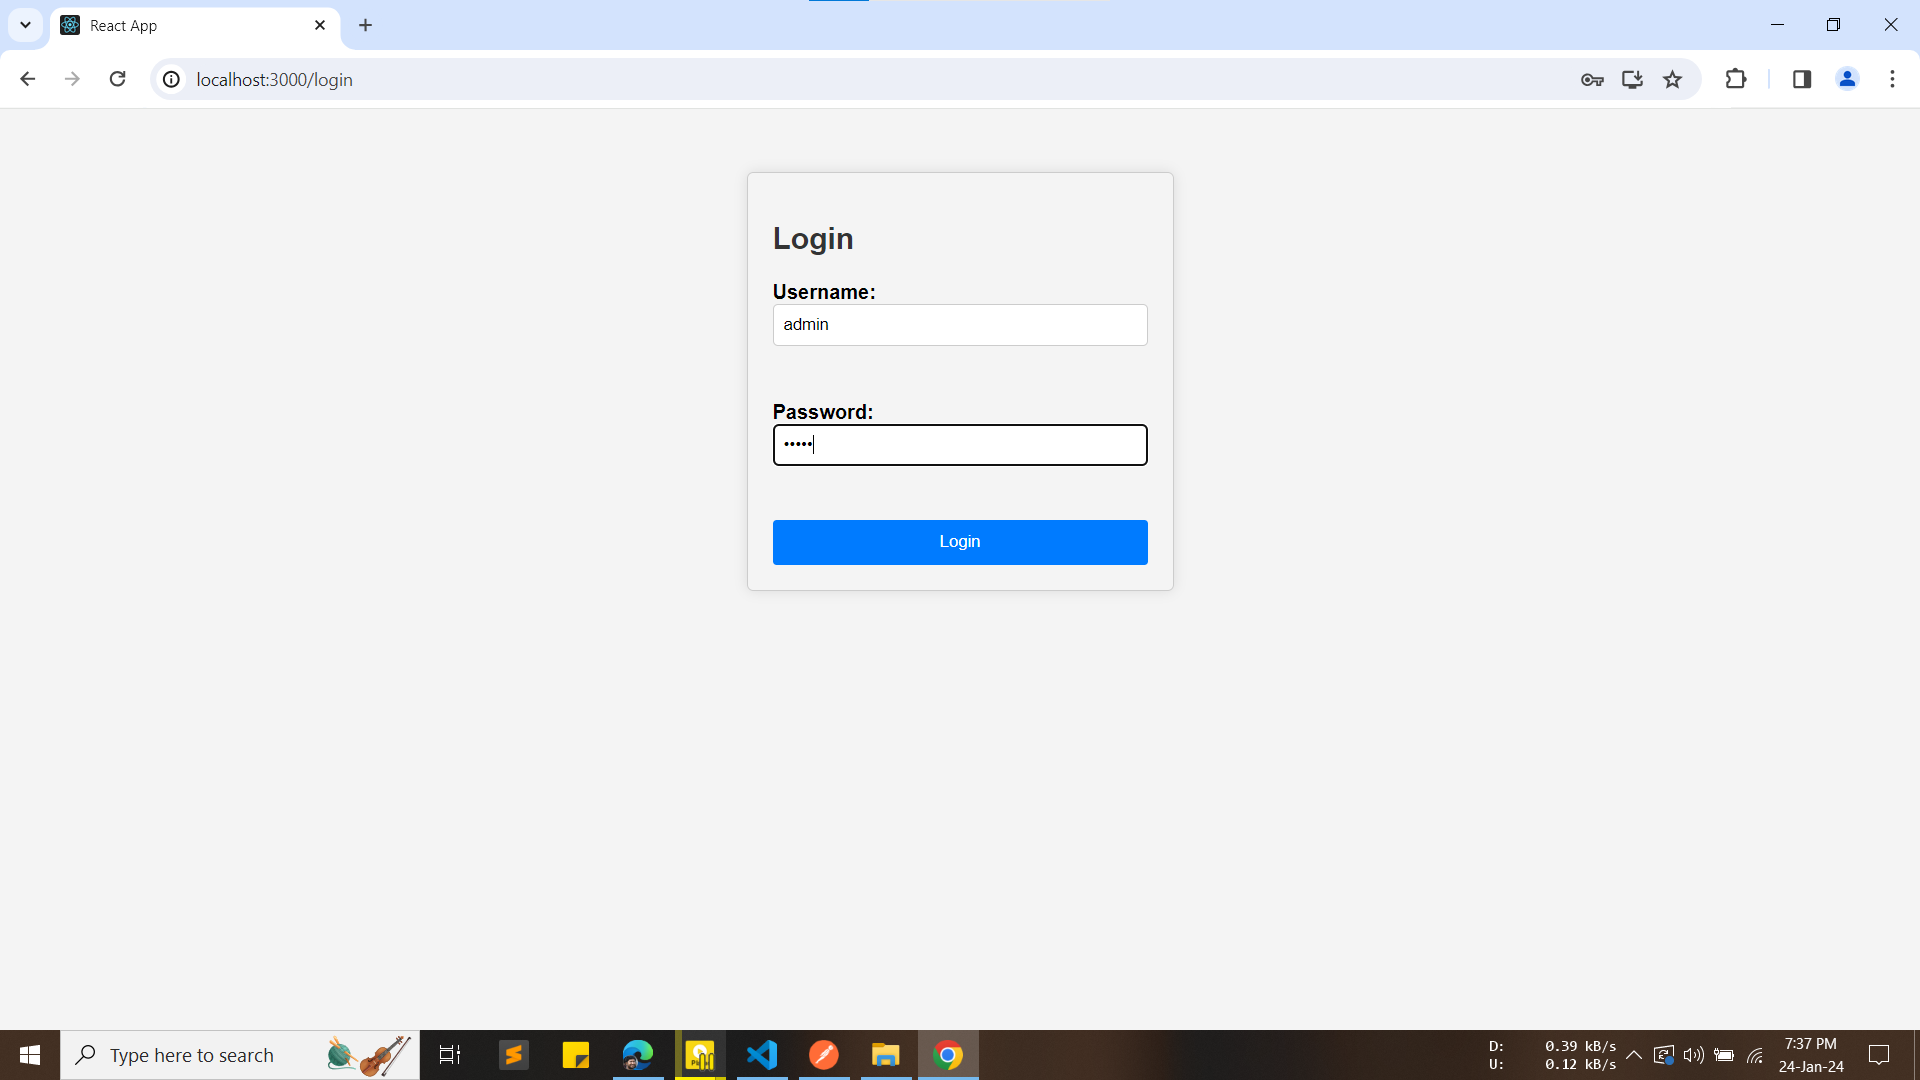 React App
localhost:3000/login
Login
Username:
admin
Password:
•••••
Login
Type here to search
D: 0.39 kB/s
U: 0.12 kB/s
7:37 PM
24-Jan-24